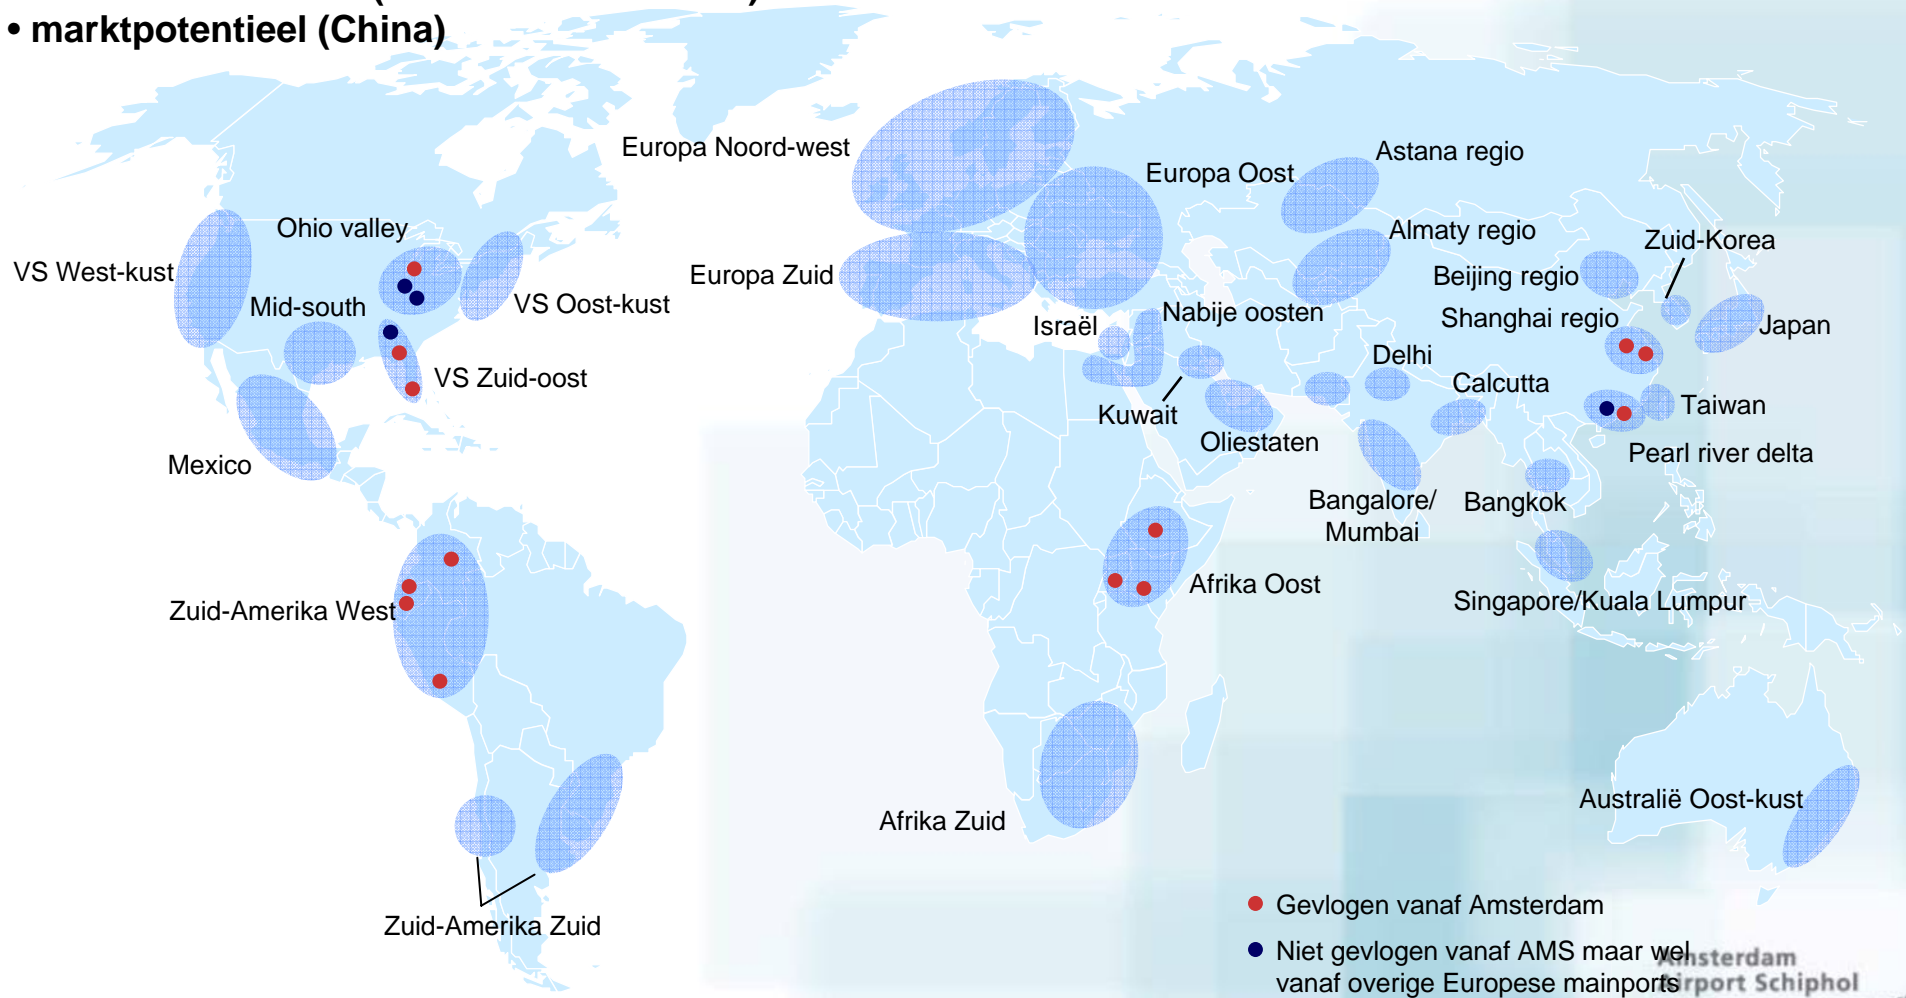 • marktpotentieel (China)
Europa Noord-west
Astana regio
Europa Oost
Ohio valley
Almaty regio
Zuid-Korea
VS West-kust
Europa Zuid
Beijing regio
Mid-south
VS Oost-kust
Nabije oosten
Israël
Shanghai regio
Japan
Delhi
VS Zuid-oost
Calcutta
Kuwait
Taiwan
Oliestaten
Mexico
Pearl river delta
Bangalore/
Mumbai
Bangkok
Afrika Oost
Zuid-Amerika West
Singapore/Kuala Lumpur
Australië Oost-kust
Afrika Zuid
Zuid-Amerika Zuid
Gevlogen vanaf Amsterdam
Niet gevlogen vanaf AMS maar wel
vanaf overige Europese mainports
Amsterdam
Airport Schiphol